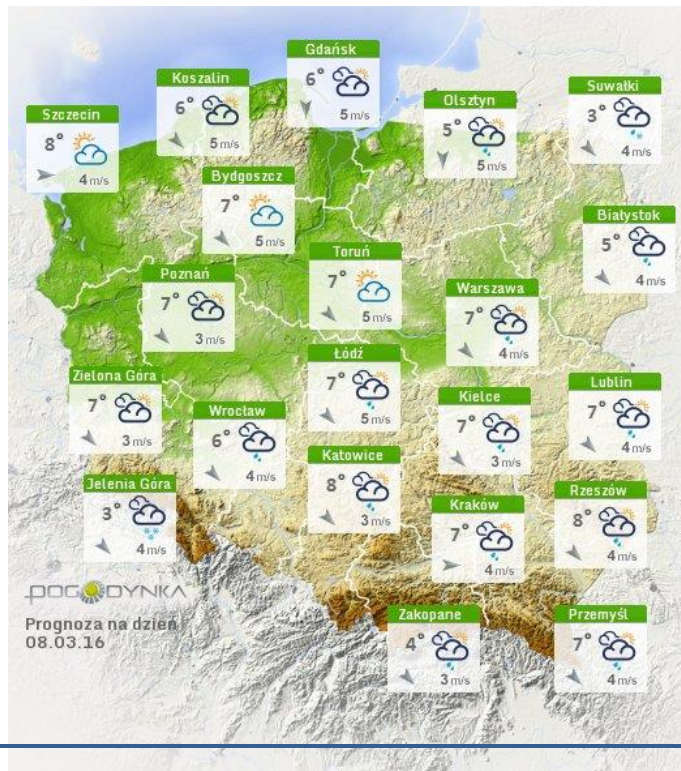 Gdańsk
6°
5 m/s
Koszalin
6°
5 m/s
Suwałki
3°
4 m/s
Olsztyn
5°
5 m/s
Szczecin
8°
4 m/s
Bydgoszcz
7°
5 m/s
Białystok
5°
4 m/s
Toruń
7°
5 m/s
Poznań
7°
3 m/s
Warszawa
7°
4 m/s
Łódź
7°
5 m/s
Zielona Góra
7°
3 m/s
Lublin
7°
4 m/s
Kielce
7°
3 m/s
Wrocław
6°
4 m/s
Katowice
8°
3 m/s
Jelenia Góra
3°
4 m/s
Rzeszów
8°
4 m/s
Kraków
7°
4 m/s
POGODYNKA
Prognoza na dzień
08.03.16
Zakopane
4°
3 m/s
Przemyśl
7°
4 m/s